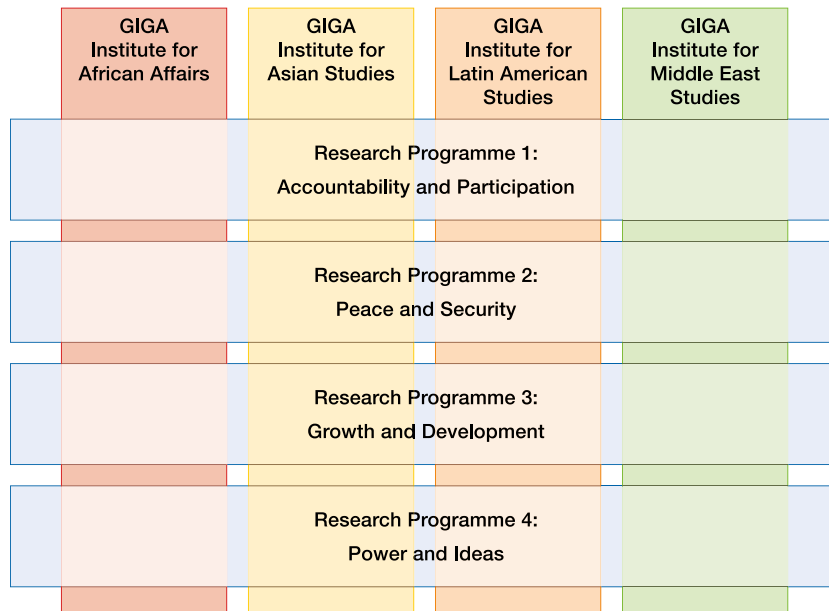 GIGA
Institute for
African Affairs
GIGA
Institute for
Asian Studies
GIGA
Institute for
Latin American
Studies
GIGA
Institute for
Middle East
Studies
Research Programme 1:
Accountability and Participation
Research Programme 2:
Peace and Security
Research Programme 3:
Growth and Development
Research Programme 4:
Power and Ideas